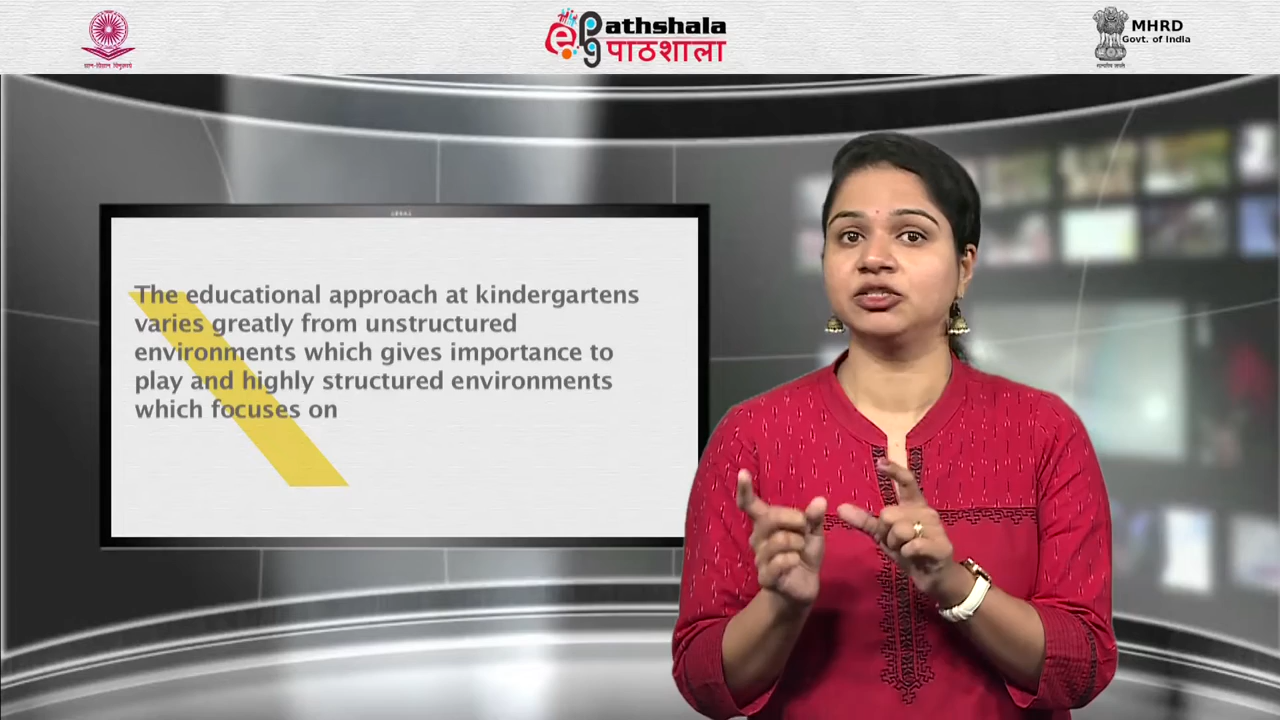 Pathshala
पाठशाला
MHRD
Govt. of India
The educational approach at kindergartens
varies greatly from unstructured
environments which gives importance to
play and highly structured environments
which focuses on